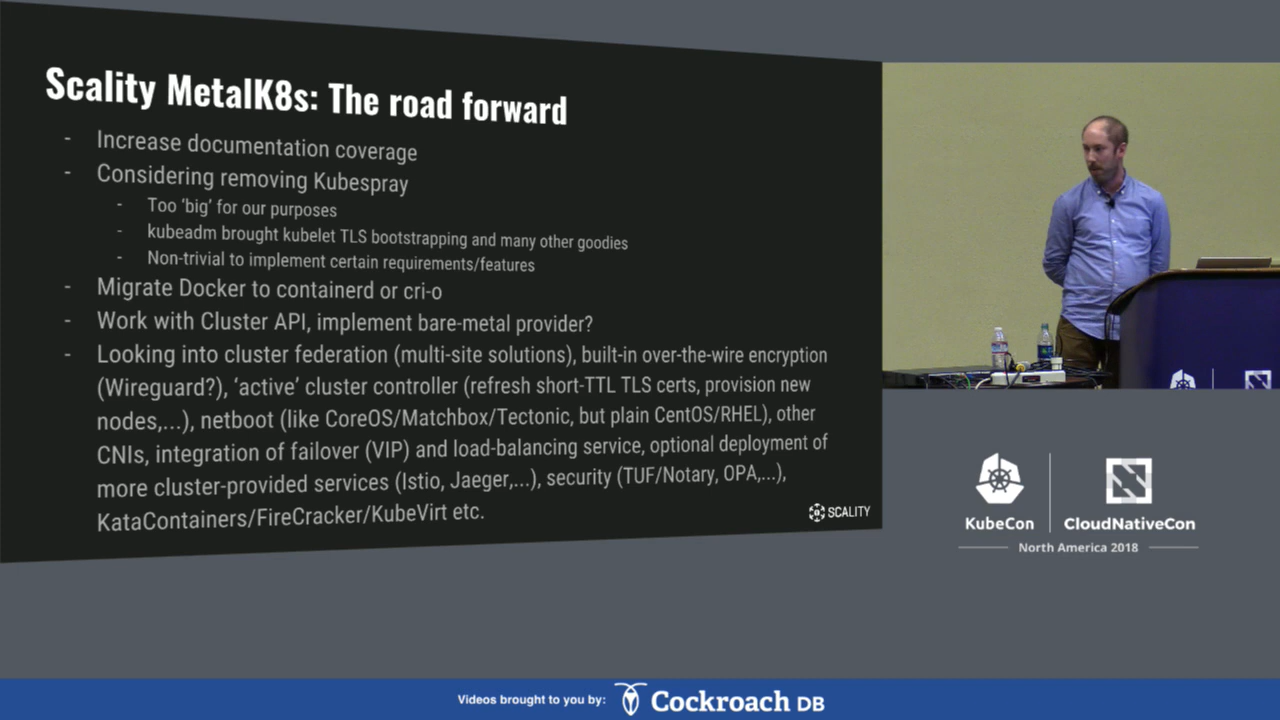 Scality MetalK8s: The road forward
- Increase documentation coverage
- Considering removing Kubespray
- Too ‘big’ for our purposes
- kubeadm brought kubelet TLS bootstrapping and many other goodies
- Non-trivial to implement certain requirements/features
- Migrate Docker to containerd or cri-o
- Work with Cluster API, implement bare-metal provider?
- Looking into cluster federation (multi-site solutions), built-in over-the-wire encryption
(Wireguard?), ‘active’ cluster controller (refresh short-TTL TLS certs, provision new
nodes,...), netboot (like CoreOS/Matchbox/Tectonic, but plain CentOS/RHEL), other
CNIs, integration of failover (VIP) and load-balancing service, optional deployment of
more cluster-provided services (Istio, Jaeger,...), security (TUF/Notary, OPA,...),
KataContainers/FireCracker/KubeVirt etc.
SCALITY
KubeCon
CloudNativeCon
North America 2018
Videos brought to you by:
Cockroach DB